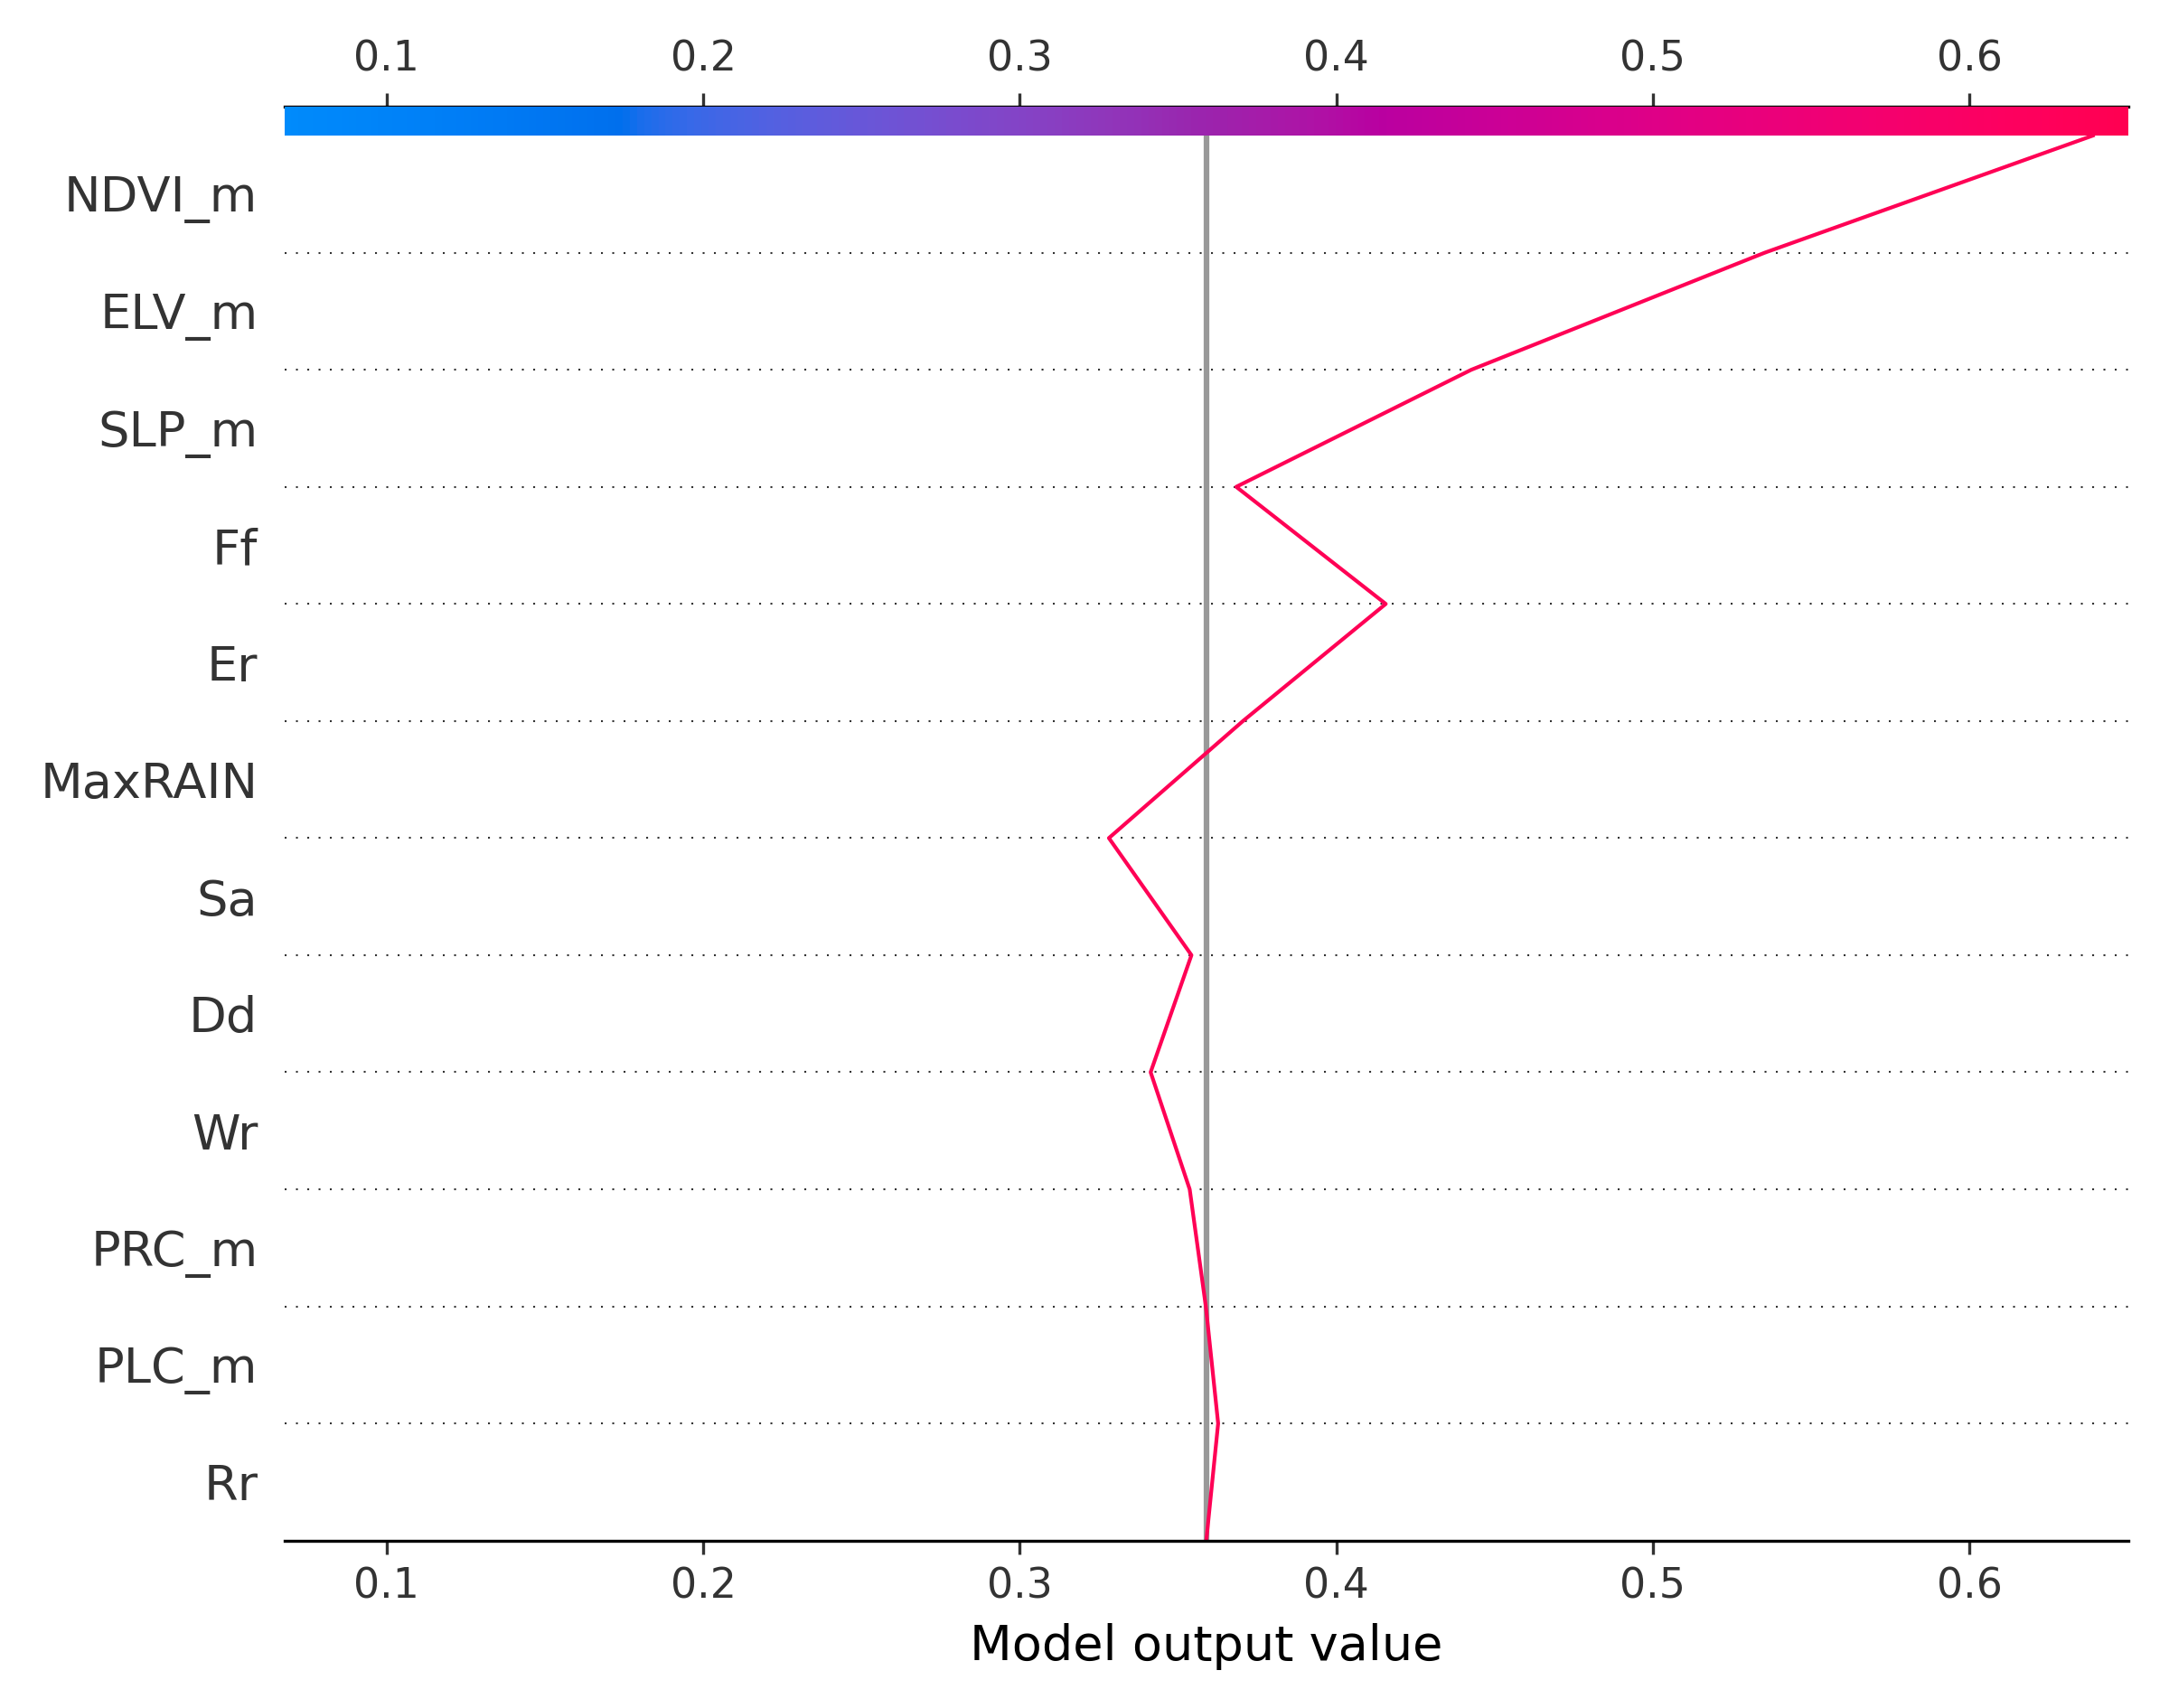 0.1 0.2 0.3 0.4 0.5 0.6
NDVI_m
ELV_m
SLP_m
Ff
Er
MaxRAIN
Sa
Dd
Wr
PRC_m
PLC_m
Rr
0.1 0.2 0.3 0.4 0.5 0.6
Model output value